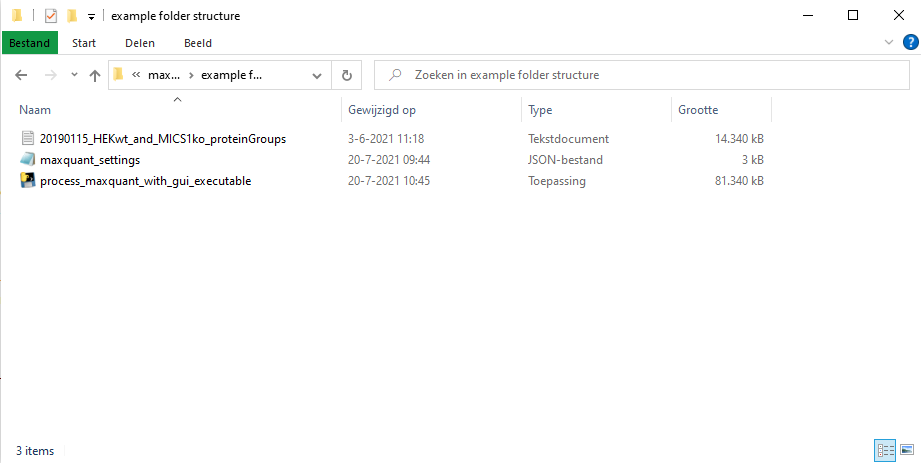 example folder structure
Bestand Start Delen Beeld
« max... › example f... Zoeken in example folder structure
Naam Gewijzigd op Type Grootte
20190115_HEKwt_and_MICS1ko_proteinGroups 3-6-2021 11:18 Tekstdocument 14.340 kB
maxquant_settings 20-7-2021 09:44 JSON-bestand 3 kB
process_maxquant_with_gui_executable 20-7-2021 10:45 Toepassing 81.340 kB
3 items